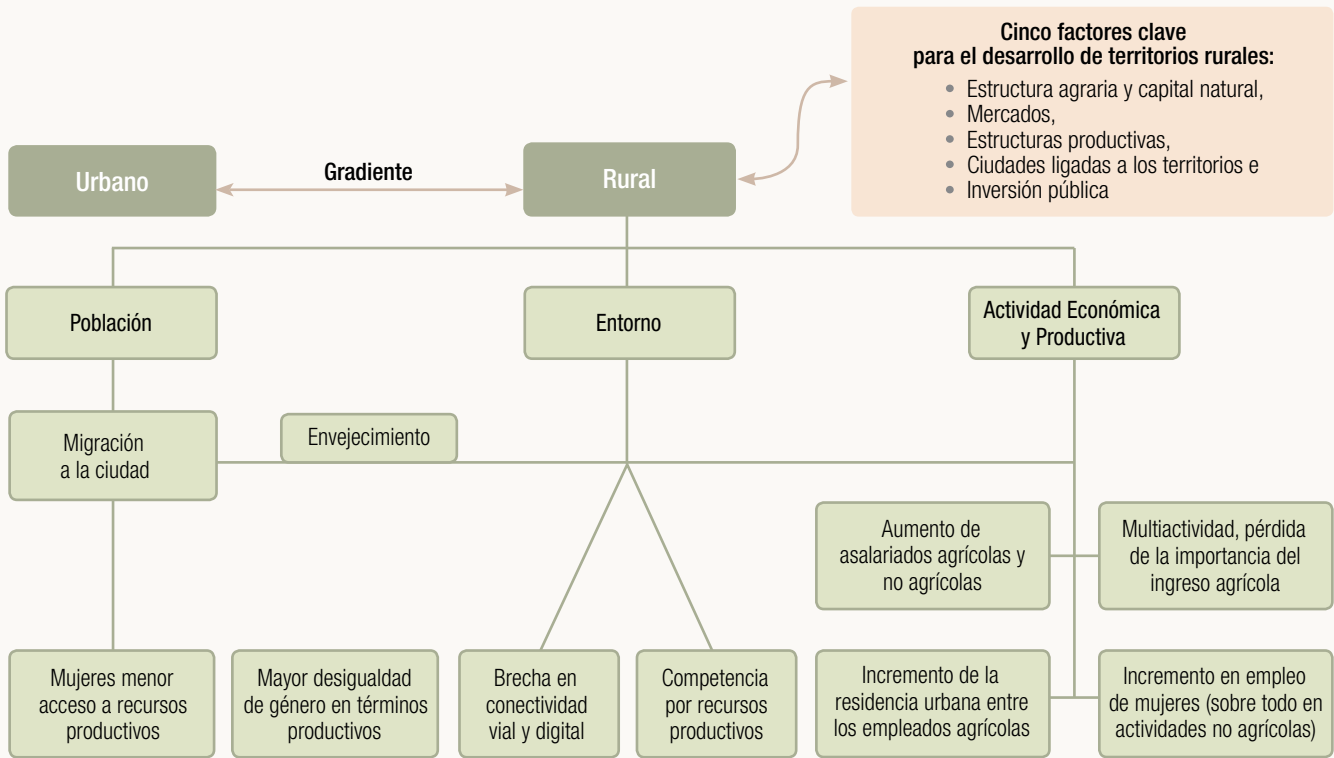 Cinco factores clave
para el desarrollo de territorios rurales:
• Estructura agraria y capital natural,
• Mercados,
• Estructuras productivas,
• Ciudades ligadas a los territorios e
• Inversión pública
Urbano
Gradiente
Rural
Población
Entorno
Actividad Económica
y Productiva
Migración
a la ciudad
Envejecimiento
Aumento de
asalariados agrícolas y
no agrícolas
Multiactividad, pérdida
de la importancia del
ingreso agrícola
Mujeres menor
acceso a recursos
productivos
Mayor desigualdad
de género en términos
productivos
Brecha en
conectividad
vial y digital
Competencia
por recursos
productivos
Incremento de la
residencia urbana entre
los empleados agrícolas
Incremento en empleo
de mujeres (sobre todo en
actividades no agrícolas)